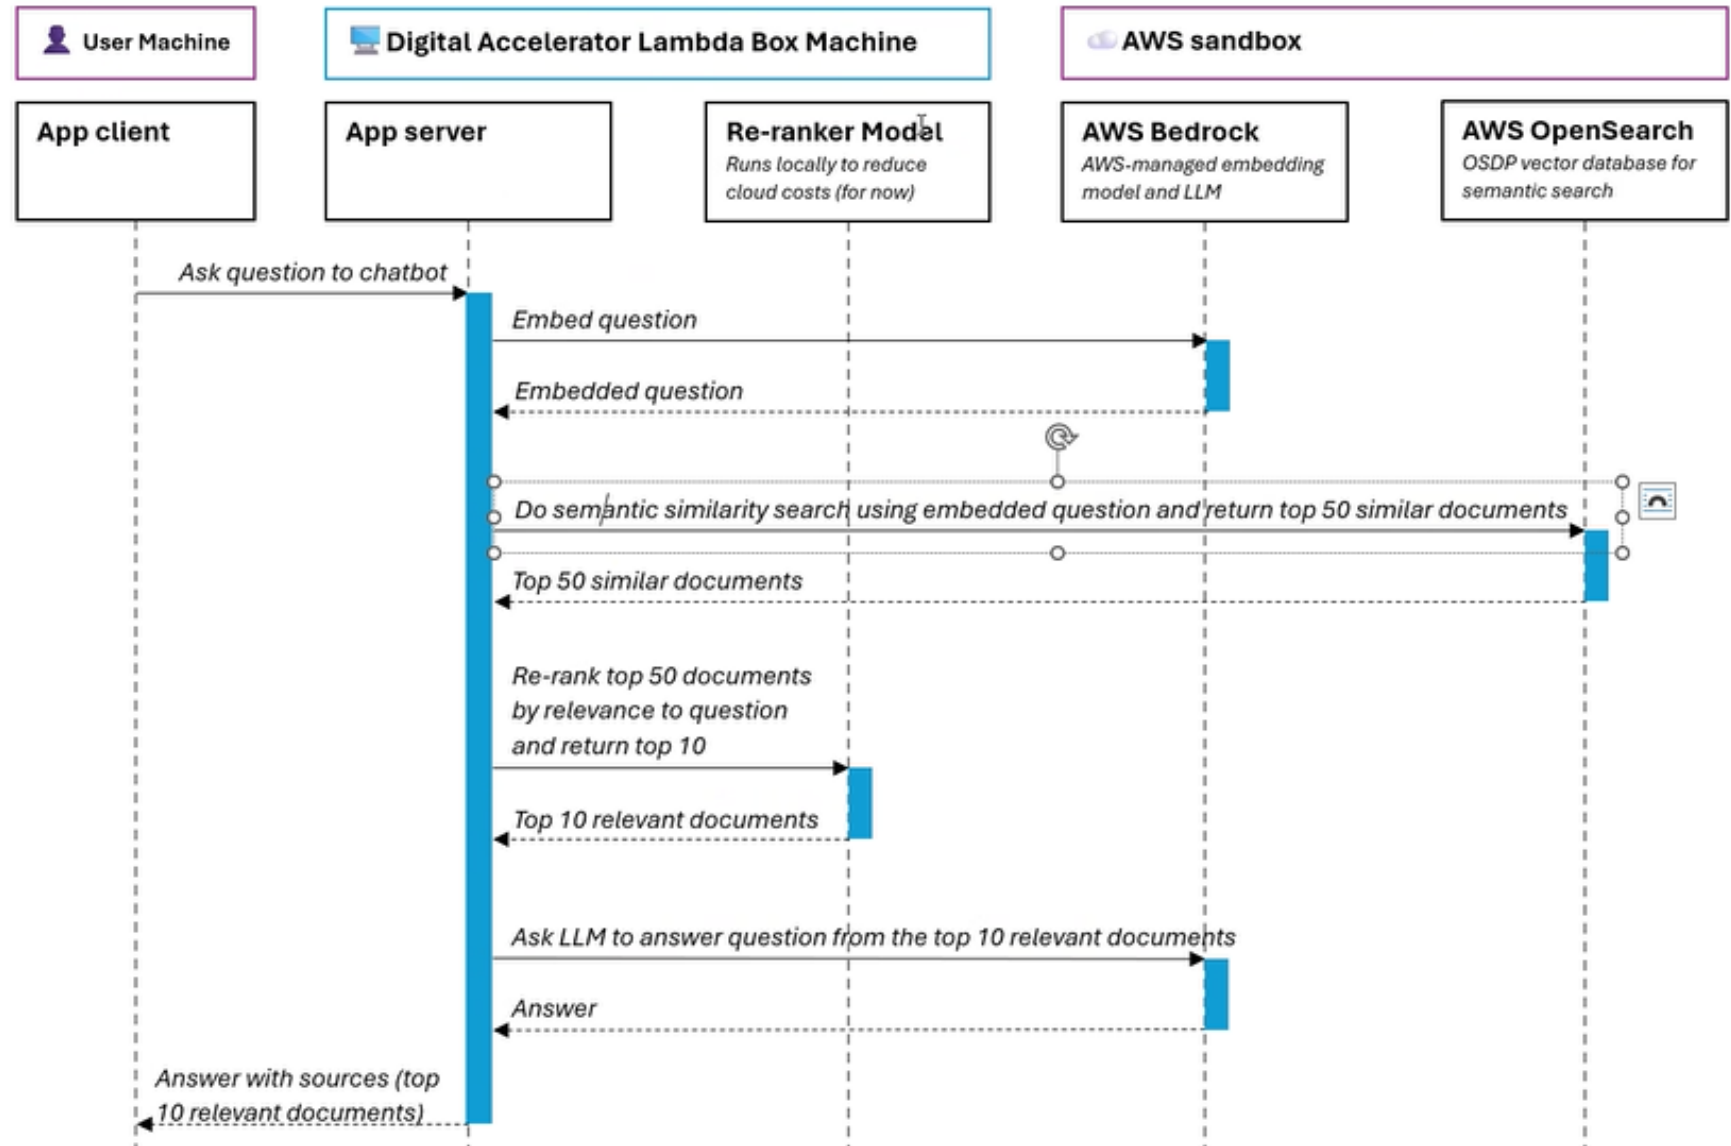 User Machine
Digital Accelerator Lambda Box Machine
AWS sandbox
App client
App server
Re-ranker Model
Runs locally to reduce
cloud costs (for now)
AWS Bedrock
AWS-managed embedding
model and LLM
AWS OpenSearch
OSDP vector database for
semantic search
Ask question to chatbot
Embed question
Embedded question
Do semantic similarity search using embedded question and return top 50 similar documents
Top 50 similar documents
Re-rank top 50 documents
by relevance to question
and return top 10
Top 10 relevant documents
Ask LLM to answer question from the top 10 relevant documents
Answer
Answer with sources (top
10 relevant documents)